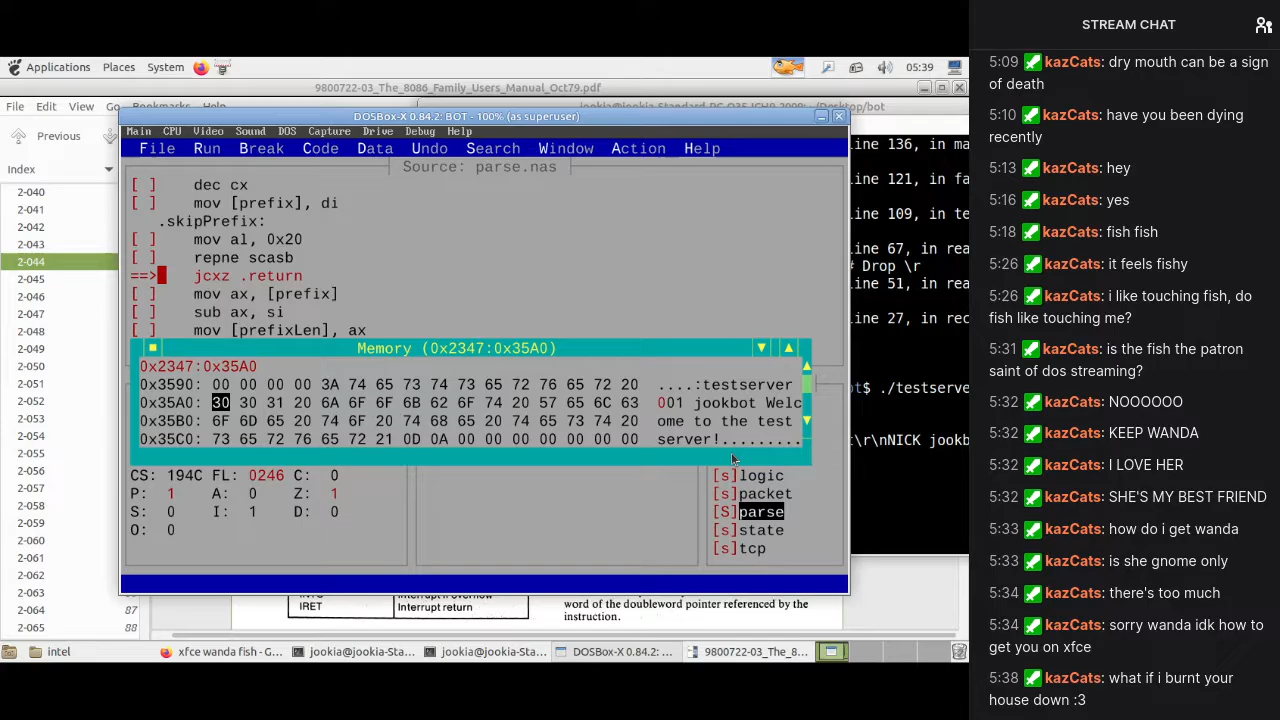 Applications Places System 05:39
9800722-03_The_8086_Family_Users_Manual_Oct79.pdf
File Edit View Go Bookmarks Help
jookia@jookia-Standard-PC-Q35-ICH9-2009: ~/Desktop/bot
DOSBox-X 0.84.2: BOT - 100% (as superuser)
Previous
Main CPU Video Sound DOS Capture Drive Debug Help
File Run Break Code Data Undo Search Window Action Help
Index
2-040
2-041
2-042
2-043
2-044
2-045
2-046
2-047
2-048
2-049
2-050
2-051
2-052
2-053
2-054
2-055
2-056
2-057
2-058
2-059
2-060
2-061
2-062
2-063
2-064 87
2-065 88
Source: parse.nas
[ ] dec cx
[ ] mov [prefix], di
.skipPrefix:
[ ] mov al, 0x20
[ ] repne scasb
==> jcxz .return
[ ] mov ax, [prefix]
[ ] sub ax, si
[ ] mov [prefixLen], ax
Memory (0x2347:0x35A0)
0x2347:0x35A0
0x3590: 00 00 00 00 3A 74 65 73 74 73 65 72 76 65 72 20 ....:testserver
0x35A0: 30 30 31 20 6A 6F 6F 6B 62 6F 74 20 57 65 6C 63 001 jookbot Welc
0x35B0: 6F 6D 65 20 74 6F 20 74 68 65 20 74 65 73 74 20 ome to the test
0x35C0: 73 65 72 76 65 72 21 0D 0A 00 00 00 00 00 00 00 server!.........
CS: 194C FL: 0246 C: 0
P: 1 A: 0 Z: 1
S: 0 I: 1 D: 0
O: 0
[s]logic
[s]packet
[S]parse
[s]state
[s]tcp
line 136, in ma
line 121, in fa
line 109, in te
line 67, in rea
# Drop \r
line 51, in rea
line 27, in rec
ot$ ./testserve
t\r\nNICK jookb
IRET
Interrupt return
word of the doubleword pointer referenced by the
instruction.
intel
xfce wanda fish - G...
jookia@jookia-Sta...
jookia@jookia-Sta...
DOSBox-X 0.84.2: ...
9800722-03_The_8...
STREAM CHAT
5:09 kazCats: dry mouth can be a sign
of death
5:10 kazCats: have you been dying
recently
5:13 kazCats: hey
5:16 kazCats: yes
5:18 kazCats: fish fish
5:26 kazCats: it feels fishy
5:26 kazCats: i like touching fish, do
fish like touching me?
5:31 kazCats: is the fish the patron
saint of dos streaming?
5:32 kazCats: NOOOOOO
5:32 kazCats: KEEP WANDA
5:32 kazCats: I LOVE HER
5:32 kazCats: SHE'S MY BEST FRIEND
5:33 kazCats: how do i get wanda
5:33 kazCats: is she gnome only
5:34 kazCats: there's too much
5:34 kazCats: sorry wanda idk how to
get you on xfce
5:38 kazCats: what if i burnt your
house down :3